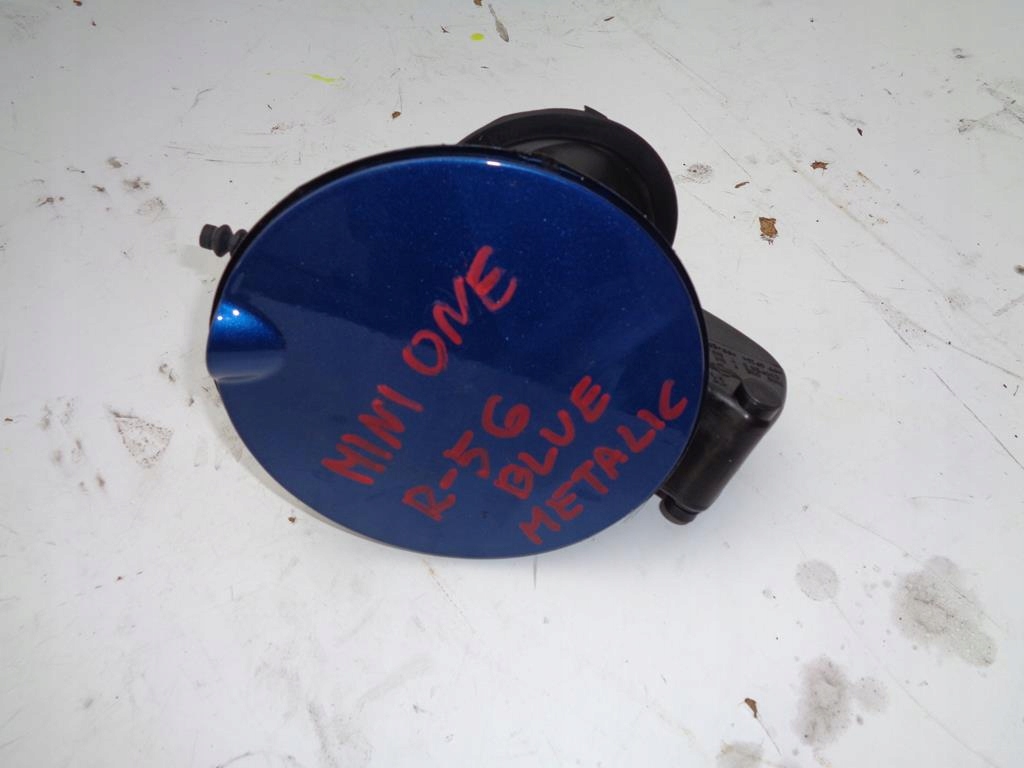 MINI ONE
R-56
BLUE
METALIC